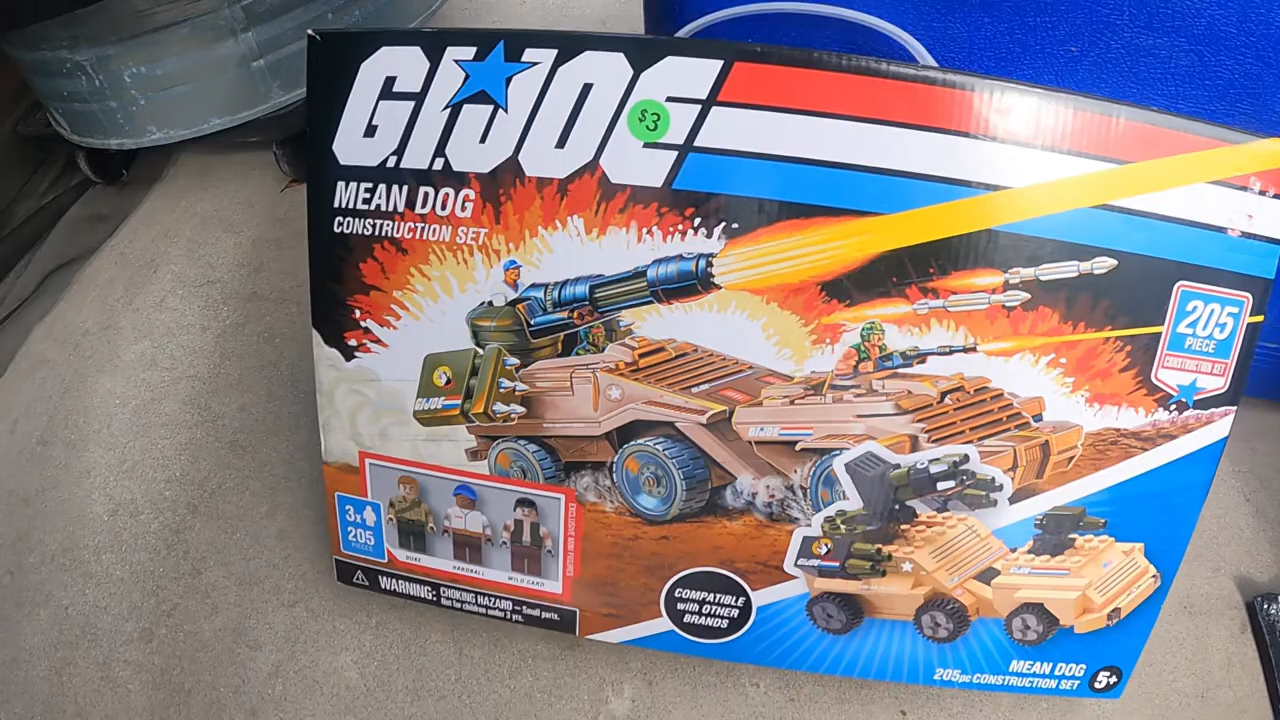 G.I.JOE
$3
MEAN DOG
CONSTRUCTION SET
205
PIECE
CONSTRUCTION SET
G.I.JOE
G.I.JOE
3x
205
PIECES
DUKE
HARDBALL
WILD CARD
EXCLUSIVE MINI FIGURES
WARNING: CHOKING HAZARD – Small parts.
Not for children under 3 yrs.
COMPATIBLE
with OTHER
BRANDS
MEAN DOG
205pc CONSTRUCTION SET
5+